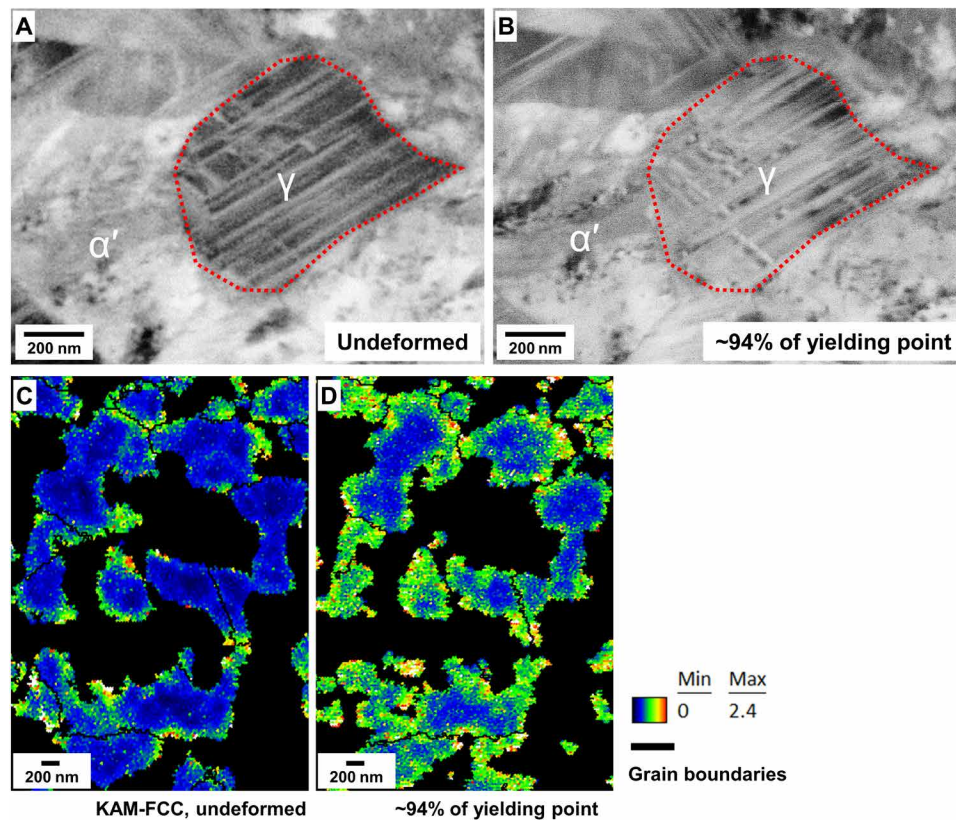 A
γ
α′
200 nm
Undeformed
B
γ
α′
200 nm
~94% of yielding point
C
200 nm
KAM-FCC, undeformed
D
200 nm
~94% of yielding point
Min Max
0 2.4
Grain boundaries